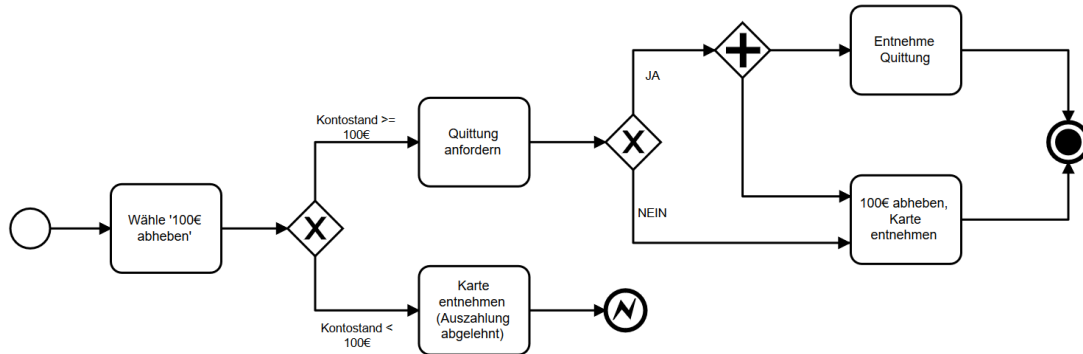 Wähle '100€
abheben'
Kontostand >=
100€
Quittung
anfordern
JA
Entnehme
Quittung
NEIN
100€ abheben,
Karte
entnehmen
Kontostand <
100€
Karte
entnehmen
(Auszahlung
abgelehnt)